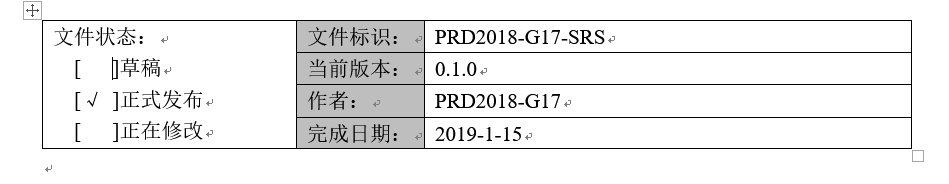 文件状态：
[ ]草稿
[√ ]正式发布
[ ]正在修改
文件标识： PRD2018-G17-SRS
当前版本： 0.1.0
作者： PRD2018-G17
完成日期： 2019-1-15